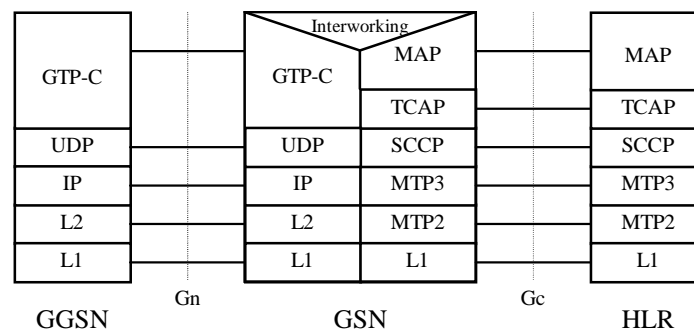 Interworking
GTP-C GTP-C MAP MAP
TCAP TCAP
UDP UDP SCCP SCCP
IP IP MTP3 MTP3
L2 L2 MTP2 MTP2
L1 L1 L1 L1
Gn Gc
GGSN GSN HLR